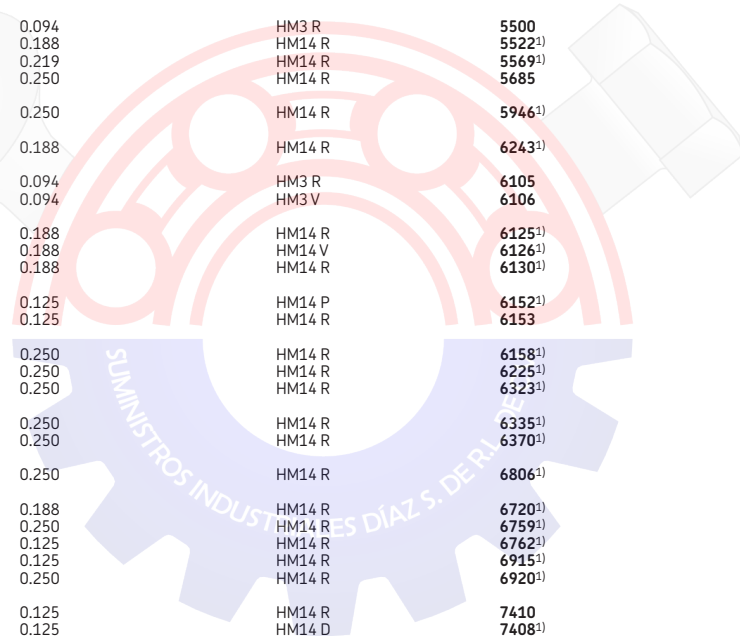 0.094 HM3 R 5500
0.188 HM14 R 5522¹⁾
0.219 HM14 R 5569¹⁾
0.250 HM14 R 5685
0.250 HM14 R 5946¹⁾
0.188 HM14 R 6243¹⁾
0.094 HM3 R 6105
0.094 HM3 V 6106
0.188 HM14 R 6125¹⁾
0.188 HM14 V 6126¹⁾
0.188 HM14 R 6130¹⁾
0.125 HM14 P 6152¹⁾
0.125 HM14 R 6153
0.250 HM14 R 6158¹⁾
0.250 HM14 R 6225¹⁾
0.250 HM14 R 6323¹⁾
0.250 HM14 R 6335¹⁾
0.250 HM14 R 6370¹⁾
0.250 HM14 R 6806¹⁾
0.188 HM14 R 6720¹⁾
0.250 HM14 R 6759¹⁾
0.125 HM14 R 6762¹⁾
0.125 HM14 R 6915¹⁾
0.250 HM14 R 6920¹⁾
0.125 HM14 R 7410
0.125 HM14 D 7408¹⁾
SUMINISTROS INDUSTRIALES DÍAZ S. DE R.L. DE